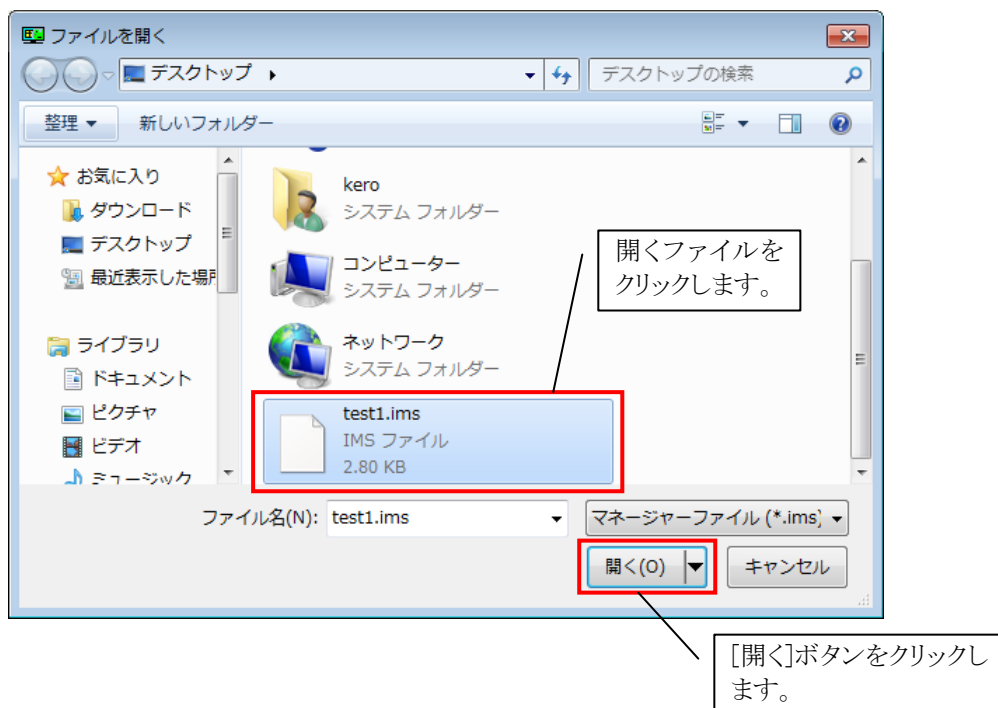 ファイルを開く
デスクトップ
デスクトップの検索
整理
新しいフォルダー
お気に入り
ダウンロード
デスクトップ
最近表示した場所
ライブラリ
ドキュメント
ピクチャ
ビデオ
ミュージック
kero
システム フォルダー
コンピューター
システム フォルダー
ネットワーク
システム フォルダー
test1.ims
IMS ファイル
2.80 KB
開くファイルを
クリックします。
ファイル名(N):
test1.ims
マネージャーファイル (*.ims)
開く(O)
キャンセル
[開く]ボタンをクリックし
ます。